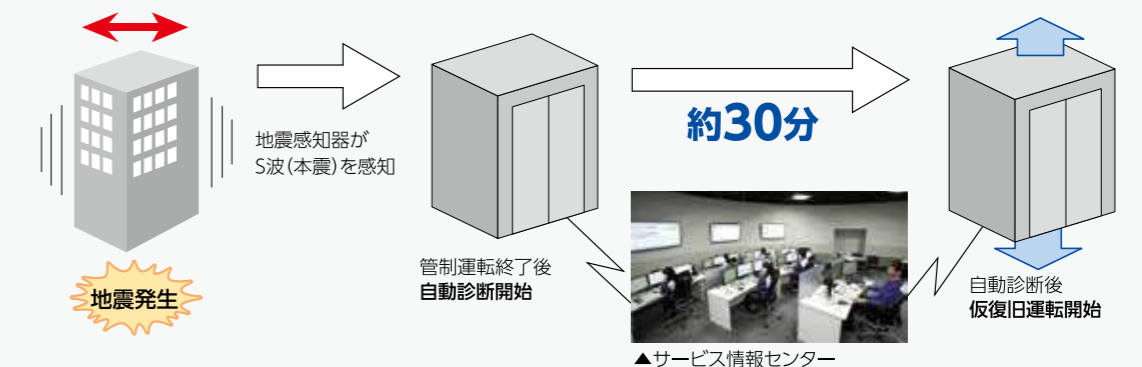 地震発生
地震感知器が
S波（本震）を感知
管制運転終了後
自動診断開始
約30分
▲サービス情報センター
自動診断後
仮復旧運転開始